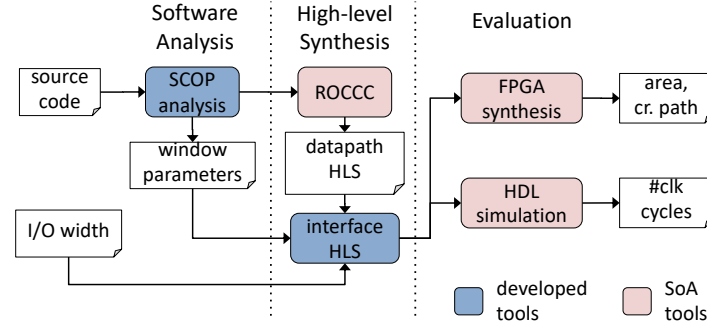 Software
Analysis
High-level
Synthesis
Evaluation
source
code
SCOP
analysis
ROCCC
FPGA
synthesis
area,
cr. path
window
parameters
datapath
HLS
I/O width
interface
HLS
HDL
simulation
#clk
cycles
developed
tools
SoA
tools